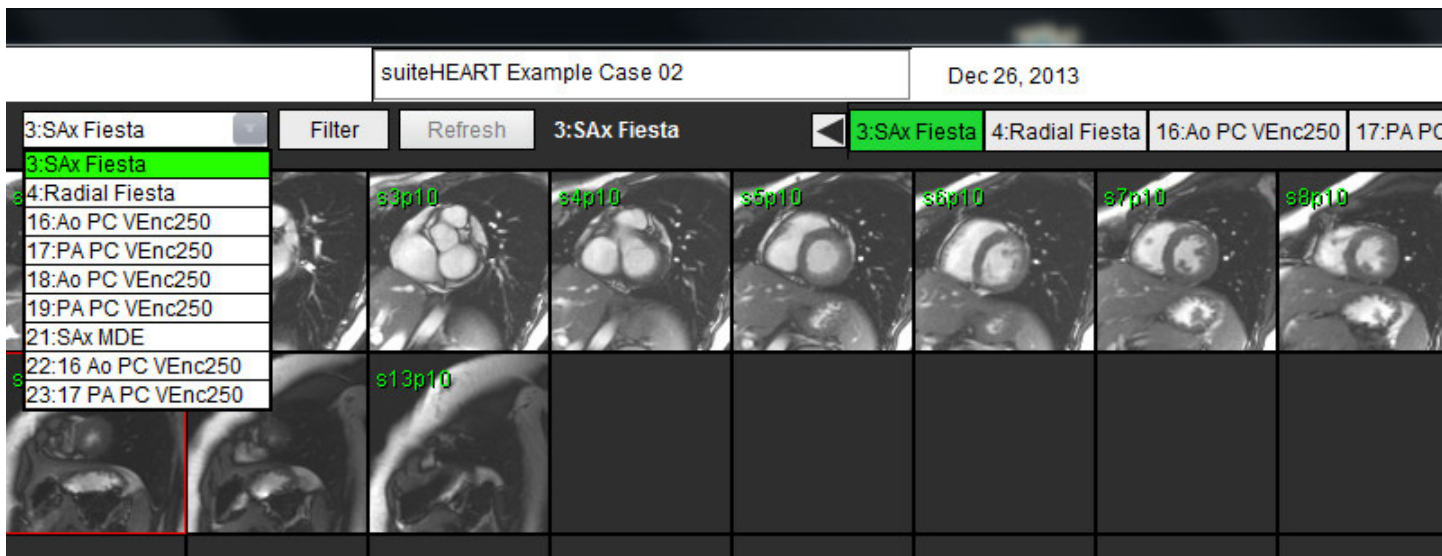 suiteHEART Example Case 02
Dec 26, 2013
3:SAx Fiesta
Filter
Refresh
3:SAx Fiesta
3:SAx Fiesta
4:Radial Fiesta
16:Ao PC VEnc250
17:PA PC
3:SAx Fiesta
4:Radial Fiesta
16:Ao PC VEnc250
17:PA PC VEnc250
18:Ao PC VEnc250
19:PA PC VEnc250
21:SAx MDE
22:16 Ao PC VEnc250
23:17 PA PC VEnc250
s3p10
s4p10
s5p10
s6p10
s7p10
s8p10
s13p10